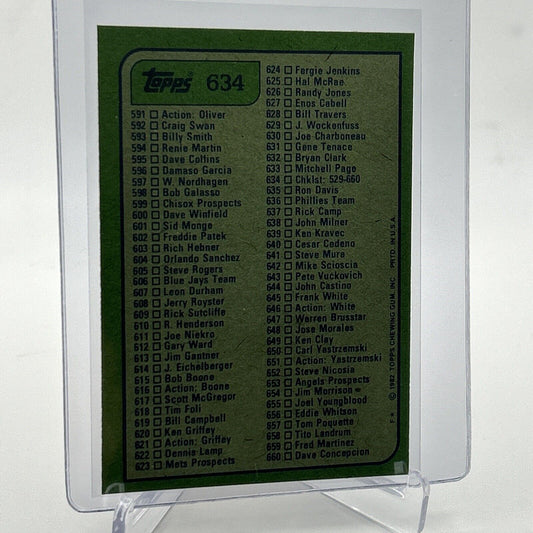 Topps 634
591 Action: Oliver
592 Craig Swan
593 Billy Smith
594 Renie Martin
595 Dave Collins
596 Damaso Garcia
597 W. Nordhagen
598 Bob Galasso
599 Chisox Prospects
600 Dave Winfield
601 Sid Monge
602 Freddie Patek
603 Rich Hebner
604 Orlando Sanchez
605 Steve Rogers
606 Blue Jays Team
607 Leon Durham
608 Jerry Royster
609 Rick Sutcliffe
610 R. Henderson
611 Joe Niekro
612 Gary Ward
613 Jim Gantner
614 J. Eichelberger
615 Bob Boone
616 Action: Boone
617 Scott McGregor
618 Tim Foli
619 Bill Campbell
620 Ken Griffey
621 Action: Griffey
622 Dennis Lamp
623 Mets Prospects
624 Fergie Jenkins
625 Hal McRae
626 Randy Jones
627 Enos Cabell
628 Bill Travers
629 J. Wockenfuss
630 Joe Charboneau
631 Gene Tenace
632 Bryan Clark
633 Mitchell Page
634 Chklst: 529-660
635 Ron Davis
636 Phillies Team
637 Rick Camp
638 John Milner
639 Ken Kravec
640 Cesar Cedeno
641 Steve Mura
642 Mike Scioscia
643 Pete Vuckovich
644 John Castino
645 Frank White
646 Action: White
647 Warren Brusstar
648 Jose Morales
649 Ken Clay
650 Carl Yastrzemski
651 Action: Yastrzemski
652 Steve Nicosia
653 Angels Prospects
654 Jim Morrison
655 Joel Youngblood
656 Eddie Whitson
657 Tom Poquette
658 Tito Landrum
659 Fred Martinez
660 Dave Concepcion
F* © 1982 TOPPS CHEWING GUM, INC. PRTD. IN U.S.A.